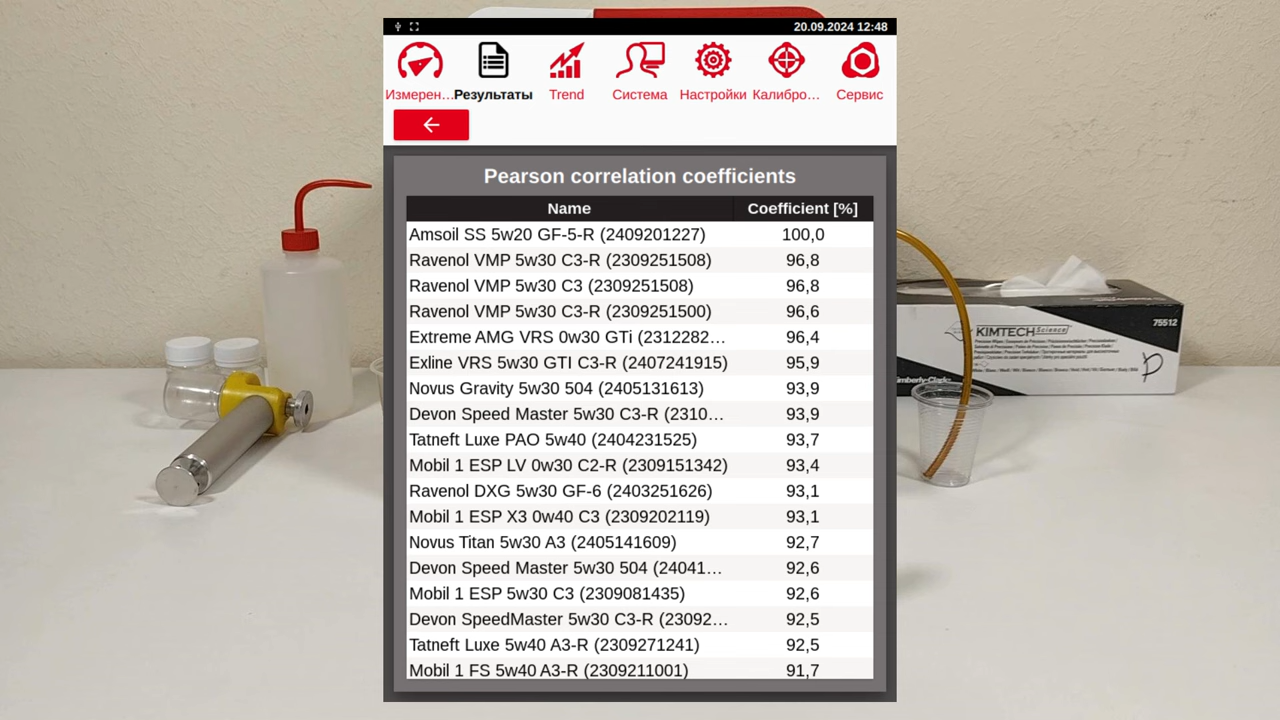 20.09.2024 12:48
Измерен... Результаты Trend Система Настройки Калибро... Сервис
Pearson correlation coefficients
Name Coefficient [%]
Amsoil SS 5w20 GF-5-R (2409201227) 100,0
Ravenol VMP 5w30 C3-R (2309251508) 96,8
Ravenol VMP 5w30 C3 (2309251508) 96,8
Ravenol VMP 5w30 C3-R (2309251500) 96,6
Extreme AMG VRS 0w30 GTi (2312282... 96,4
Exline VRS 5w30 GTI C3-R (2407241915) 95,9
Novus Gravity 5w30 504 (2405131613) 93,9
Devon Speed Master 5w30 C3-R (2310... 93,9
Tatneft Luxe PAO 5w40 (2404231525) 93,7
Mobil 1 ESP LV 0w30 C2-R (2309151342) 93,4
Ravenol DXG 5w30 GF-6 (2403251626) 93,1
Mobil 1 ESP X3 0w40 C3 (2309202119) 93,1
Novus Titan 5w30 A3 (2405141609) 92,7
Devon Speed Master 5w30 504 (24041... 92,6
Mobil 1 ESP 5w30 C3 (2309081435) 92,6
Devon SpeedMaster 5w30 C3-R (23092... 92,5
Tatneft Luxe 5w40 A3-R (2309271241) 92,5
Mobil 1 FS 5w40 A3-R (2309211001) 91,7
KIMTECH Science
75512